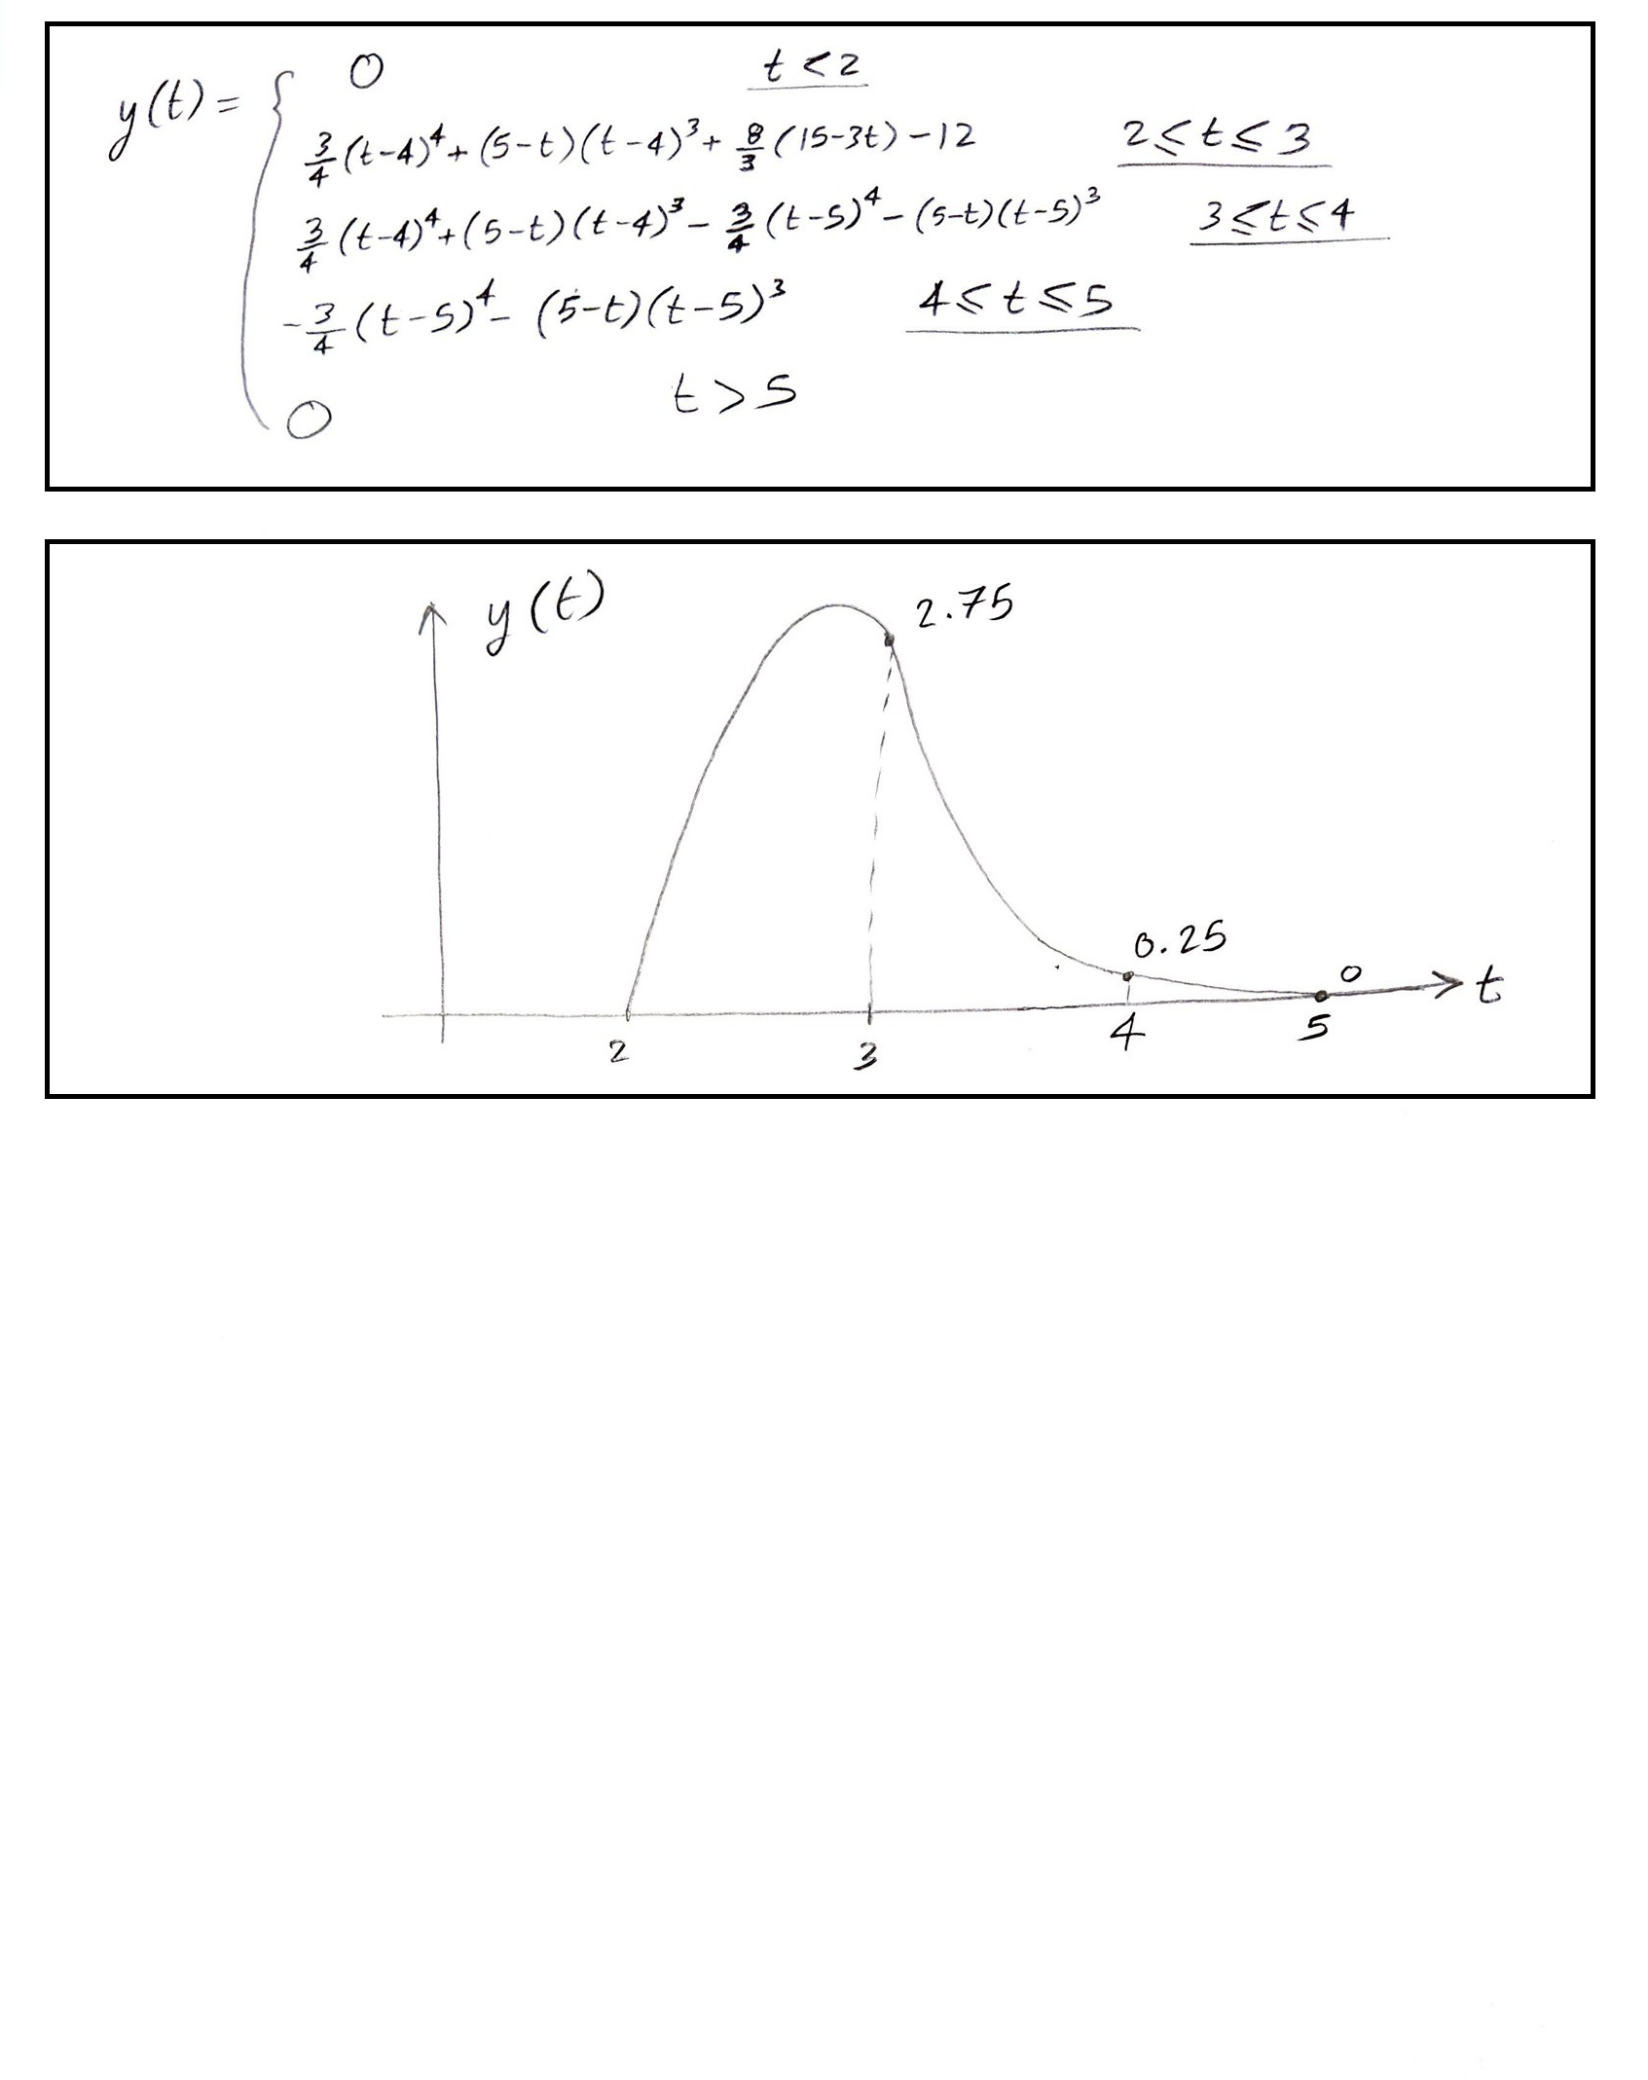 y(t) = { 0 t < 2
3/4 (t-4)⁴ + (5-t)(t-4)³ + 8/3 (15-3t) - 12 2 ≤ t ≤ 3
3/4 (t-4)⁴ + (5-t)(t-4)³ - 3/4 (t-5)⁴ - (5-t)(t-5)³ 3 ≤ t ≤ 4
-3/4 (t-5)⁴ - (5-t)(t-5)³ 4 ≤ t ≤ 5
0 t > 5
y(t)
2.75
0.25
0
t
2 3 4 5